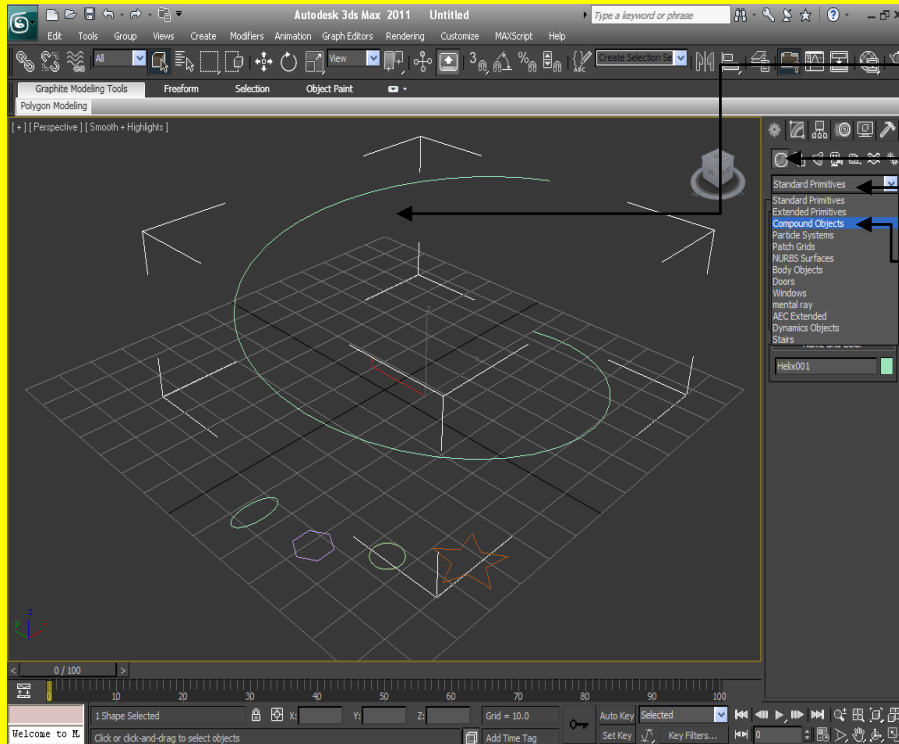 Autodesk 3ds Max 2011 Untitled
Type a keyword or phrase
Edit Tools Group Views Create Modifiers Animation Graph Editors Rendering Customize MAXScript Help
All
View
3
Create Selection Se
Graphite Modeling Tools Freeform Selection Object Paint
Polygon Modeling
[ + ] [ Perspective ] [ Smooth + Highlights ]
Standard Primitives
Standard Primitives
Extended Primitives
Compound Objects
Particle Systems
Patch Grids
NURBS Surfaces
Body Objects
Doors
Windows
mental ray
AEC Extended
Dynamics Objects
Stairs
Name and Color
Helix001
z
y
< 0 / 100 >
0 10 20 30 40 50 60 70 80 90 100
1 Shape Selected X: Y: Z: Grid = 10.0 Auto Key Selected
Welcome to M Click or click-and-drag to select objects Add Time Tag Set Key Key Filters... 0